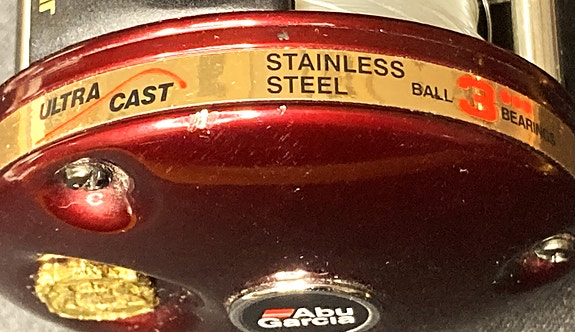 ULTRA CAST
STAINLESS
STEEL
BALL 3 BEARINGS
C
Abu
Garcia